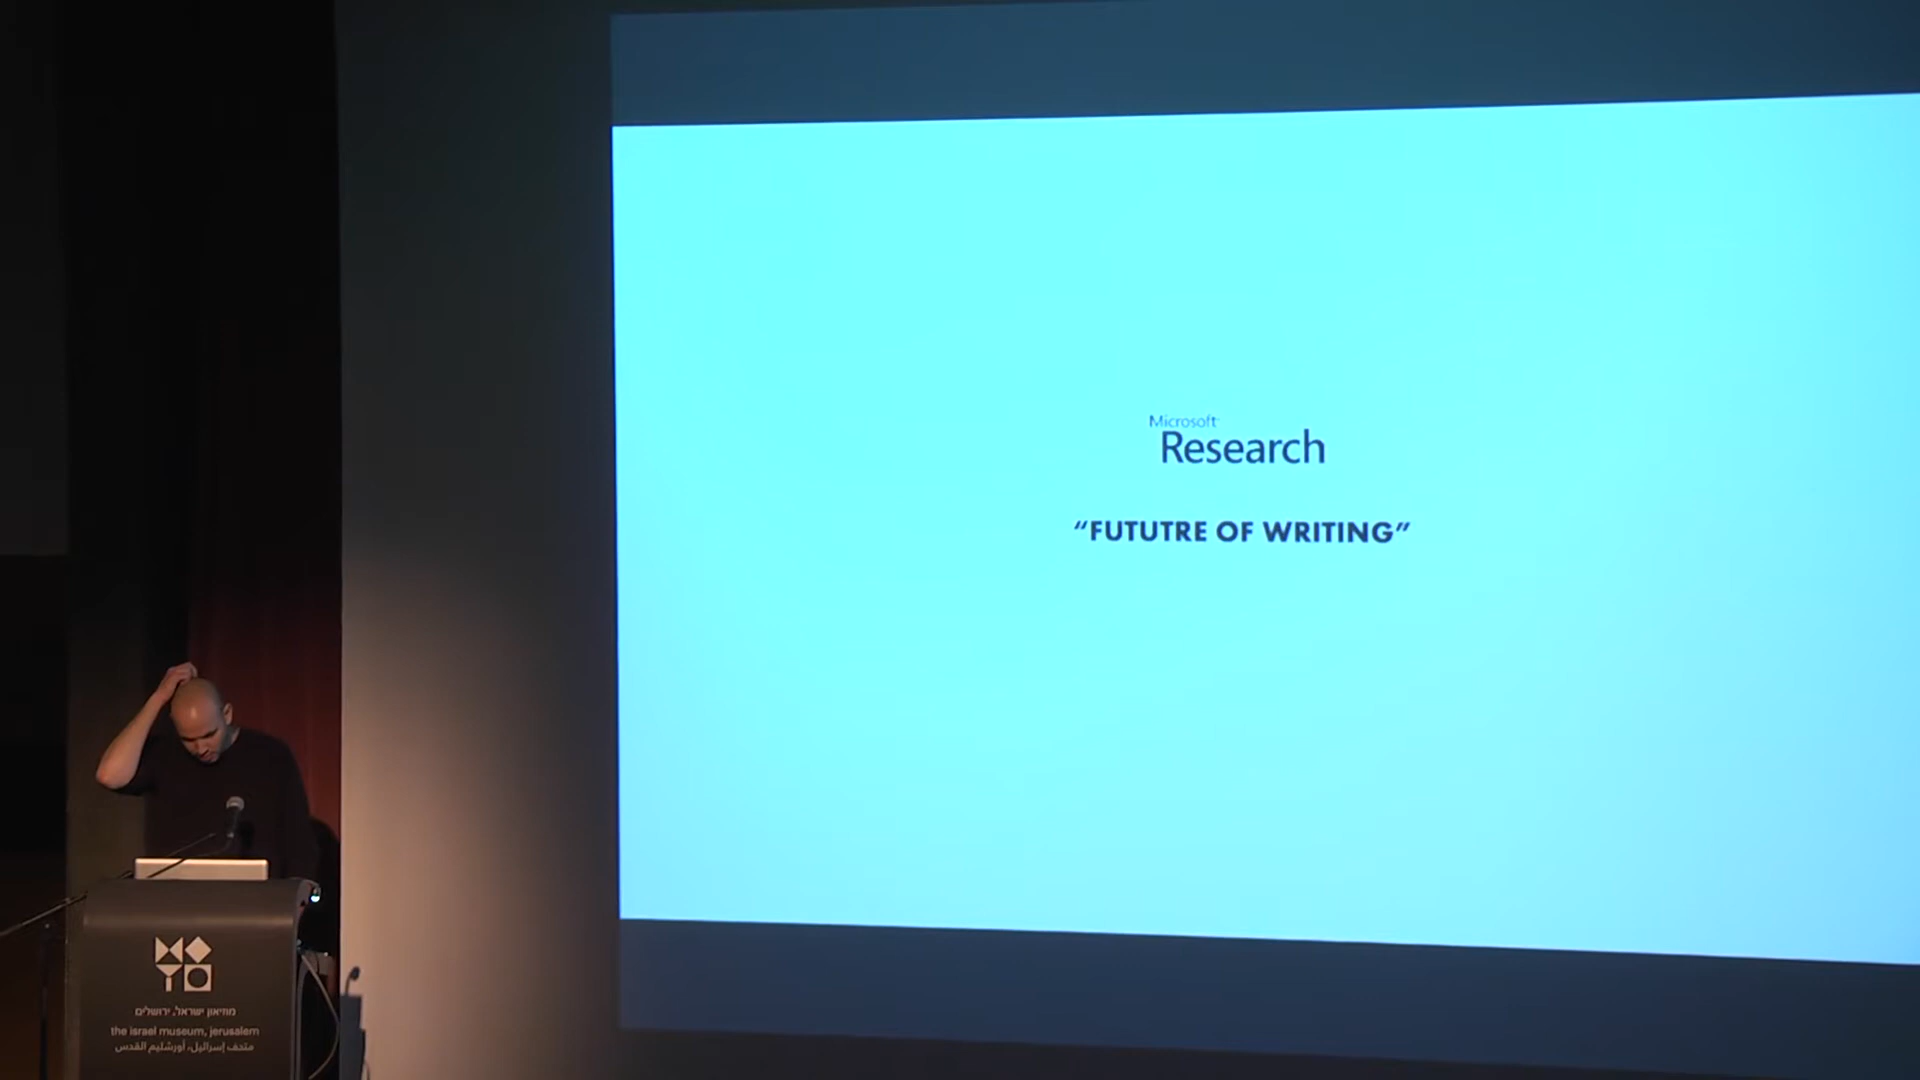 Microsoft
Research
“FUTUTRE OF WRITING”
מוזיאון ישראל, ירושלים
the israel museum, jerusalem
متحف إسرائيل، أورشليم القدس